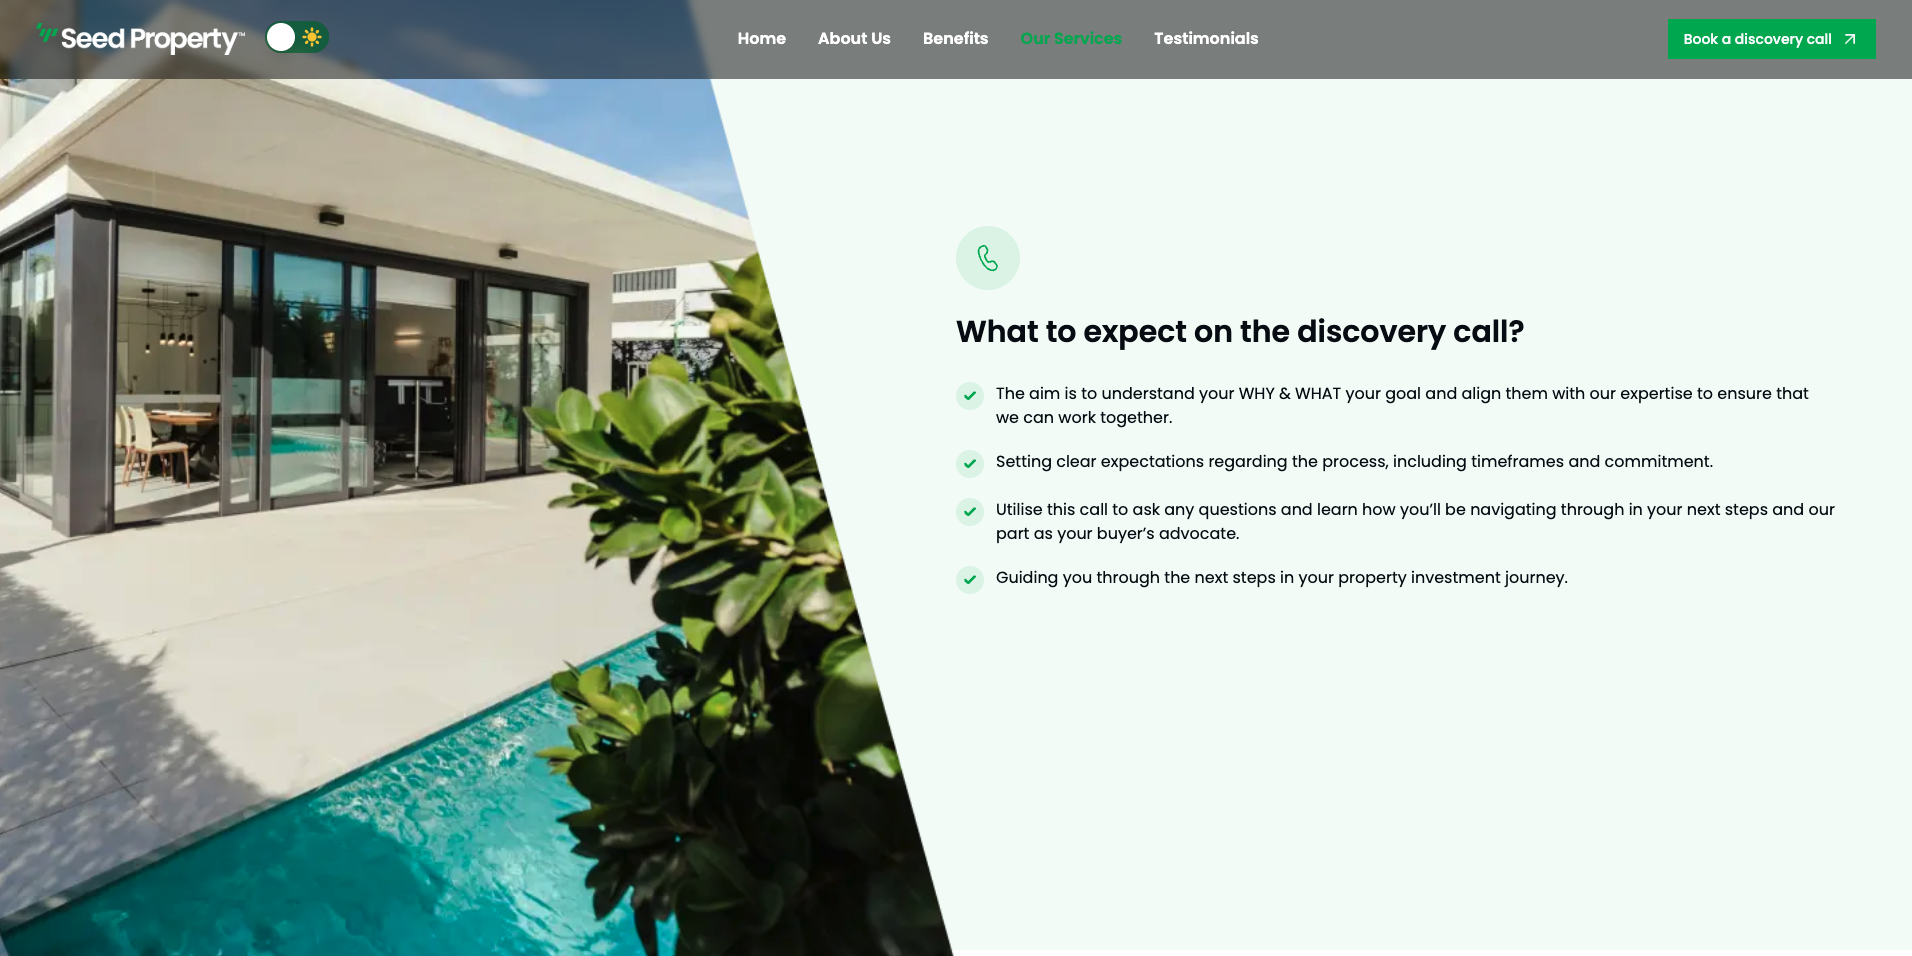 Seed Property™
Home
About Us
Benefits
Our Services
Testimonials
Book a discovery call
What to expect on the discovery call?
The aim is to understand your WHY & WHAT your goal and align them with our expertise to ensure that
we can work together.
Setting clear expectations regarding the process, including timeframes and commitment.
Utilise this call to ask any questions and learn how you’ll be navigating through in your next steps and our
part as your buyer’s advocate.
Guiding you through the next steps in your property investment journey.